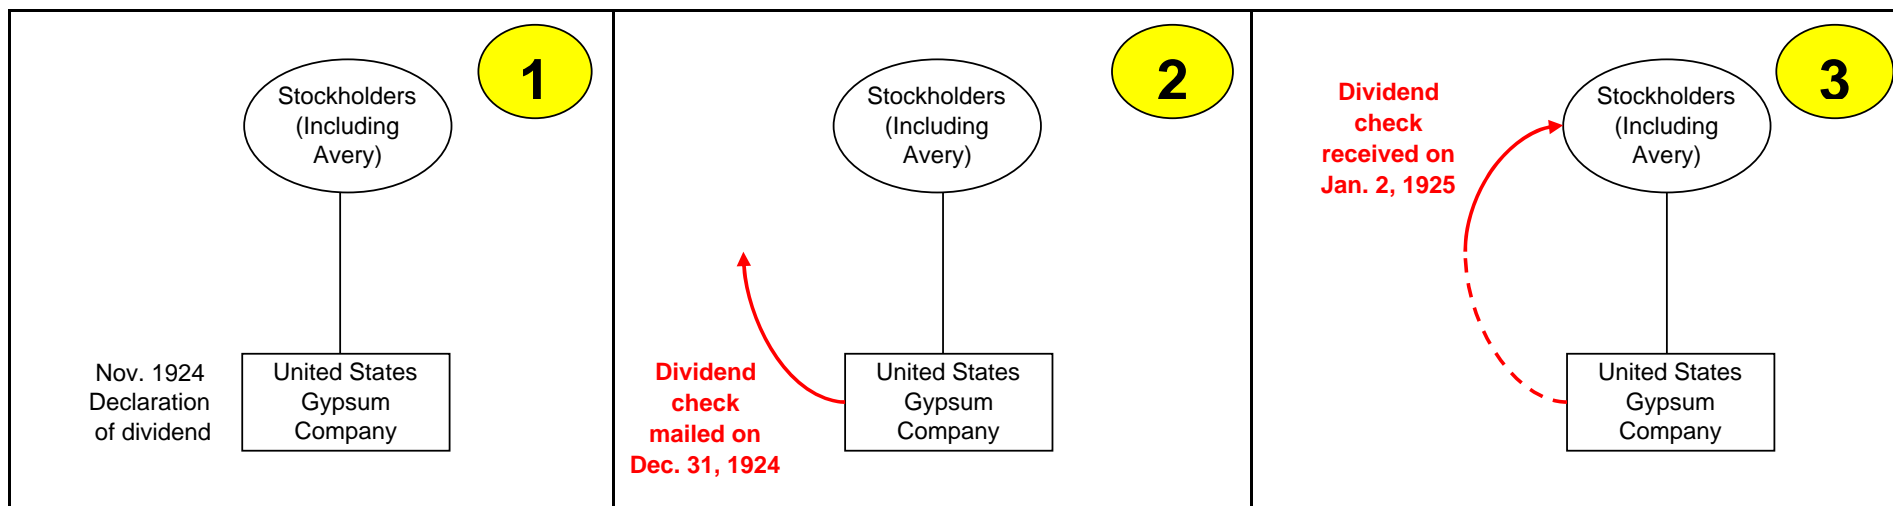 1
Stockholders
(Including
Avery)
Nov. 1924
Declaration
of dividend
United States
Gypsum
Company
2
Stockholders
(Including
Avery)
Dividend
check
mailed on
Dec. 31, 1924
United States
Gypsum
Company
3
Dividend
check
received on
Jan. 2, 1925
Stockholders
(Including
Avery)
United States
Gypsum
Company